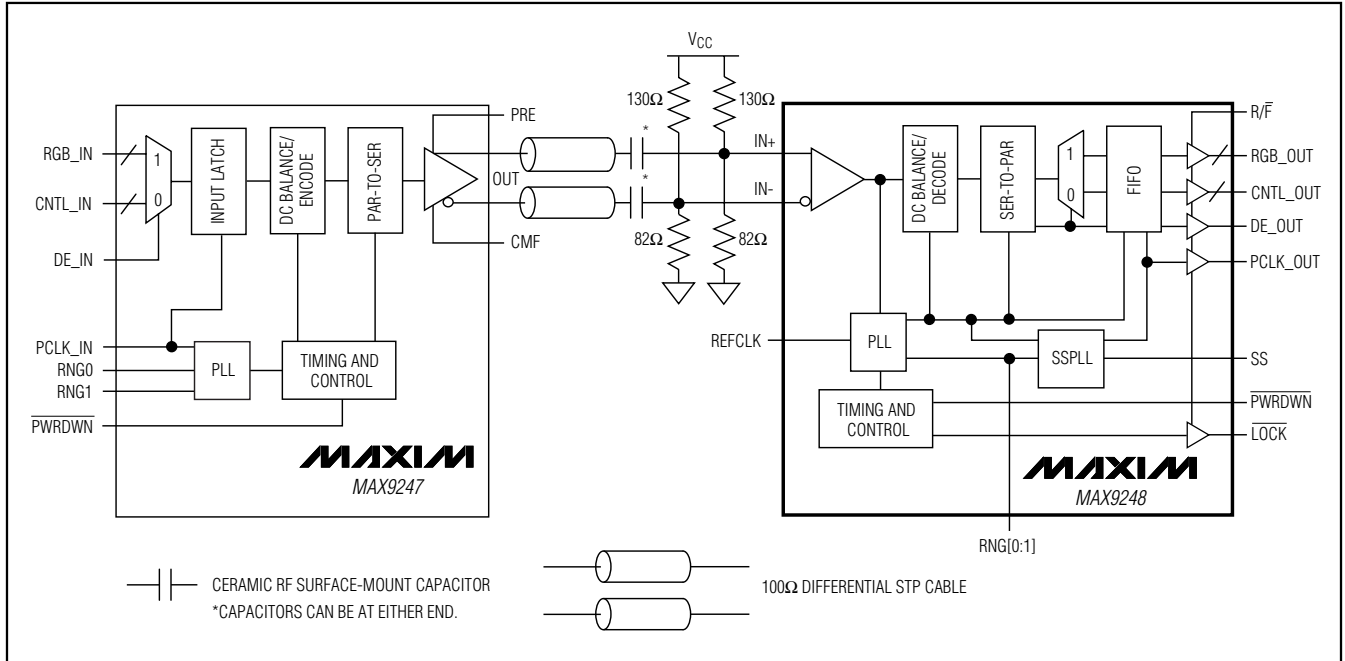 VCC
130Ω
130Ω
*
*
82Ω
82Ω
PRE
OUT
CMF
RGB_IN
CNTL_IN
DE_IN
PCLK_IN
RNG0
RNG1
PWRDWN
1
0
INPUT LATCH
DC BALANCE/
ENCODE
PAR-TO-SER
PLL
TIMING AND
CONTROL
MAXIM
MAX9247
IN+
IN-
REFCLK
DC BALANCE/
DECODE
SER-TO-PAR
1
0
FIFO
PLL
SSPLL
TIMING AND
CONTROL
MAXIM
MAX9248
R/F
RGB_OUT
CNTL_OUT
DE_OUT
PCLK_OUT
SS
PWRDWN
LOCK
RNG[0:1]
CERAMIC RF SURFACE-MOUNT CAPACITOR
*CAPACITORS CAN BE AT EITHER END.
100Ω DIFFERENTIAL STP CABLE